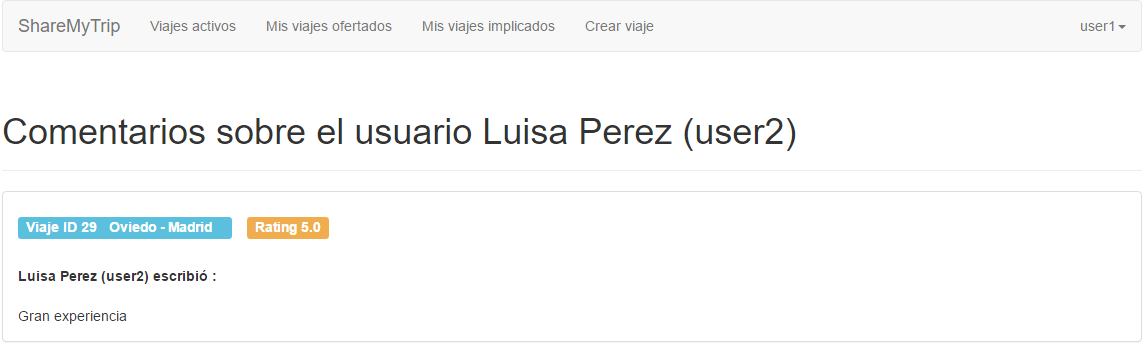 ShareMyTrip Viajes activos Mis viajes ofertados Mis viajes implicados Crear viaje user1
Comentarios sobre el usuario Luisa Perez (user2)
Viaje ID 29 Oviedo - Madrid Rating 5.0
Luisa Perez (user2) escribió :
Gran experiencia